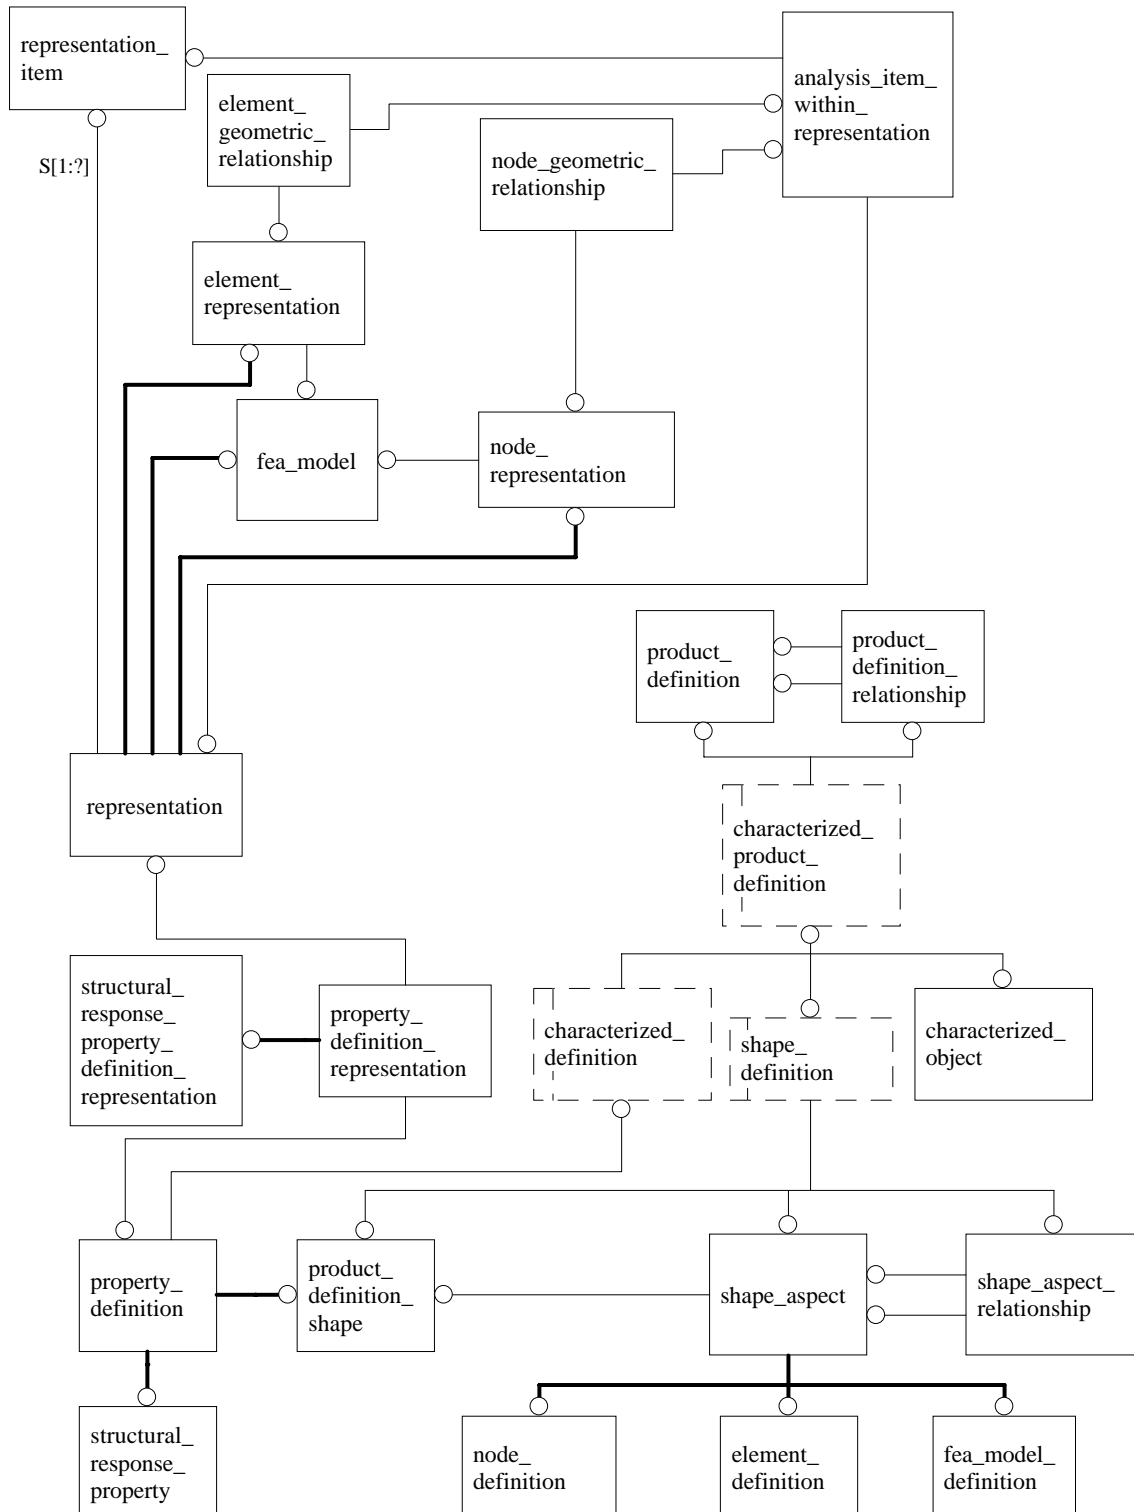 representation_
item
analysis_item_
within_
representation
element_
geometric_
relationship
node_geometric_
relationship
S[1:?]
element_
representation
fea_model
node_
representation
product_
definition
product_
definition_
relationship
representation
characterized_
product_
definition
structural_
response_
property_
definition_
representation
property_
definition_
representation
characterized_
definition
shape_
definition
characterized_
object
property_
definition
product_
definition_
shape
shape_aspect
shape_aspect_
relationship
structural_
response_
property
node_
definition
element_
definition
fea_model_
definition